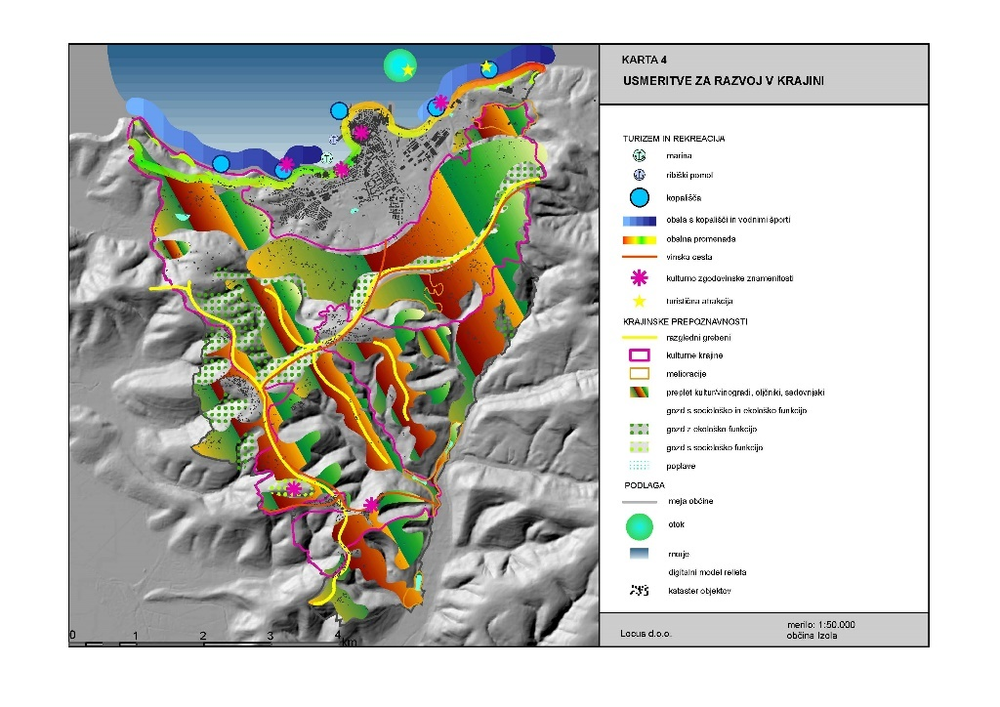 KARTA 4
USMERITVE ZA RAZVOJ V KRAJINI
TURIZEM IN REKREACIJA
marina
ribiški pomol
kopališča
obala s kopališči in vodnimi športi
obalna promenada
vinska cesta
kulturno zgodovinske znamenitosti
turistična atrakcija
KRAJINSKE PREPOZNAVNOSTI
razgledni grebeni
kulturne krajine
melioracije
preplet kultur/vinogradi, oljčniki, sadovnjaki
gozd s sociološko in ekološko funkcijo
gozd z ekološko funkcijo
gozd s sociološko funkcijo
poplave
PODLAGA
meja občine
otok
morje
digitalni model reliefa
kataster objektov
0 1 2 3 4
km
Locus d.o.o.
merilo: 1:50.000
občina Izola